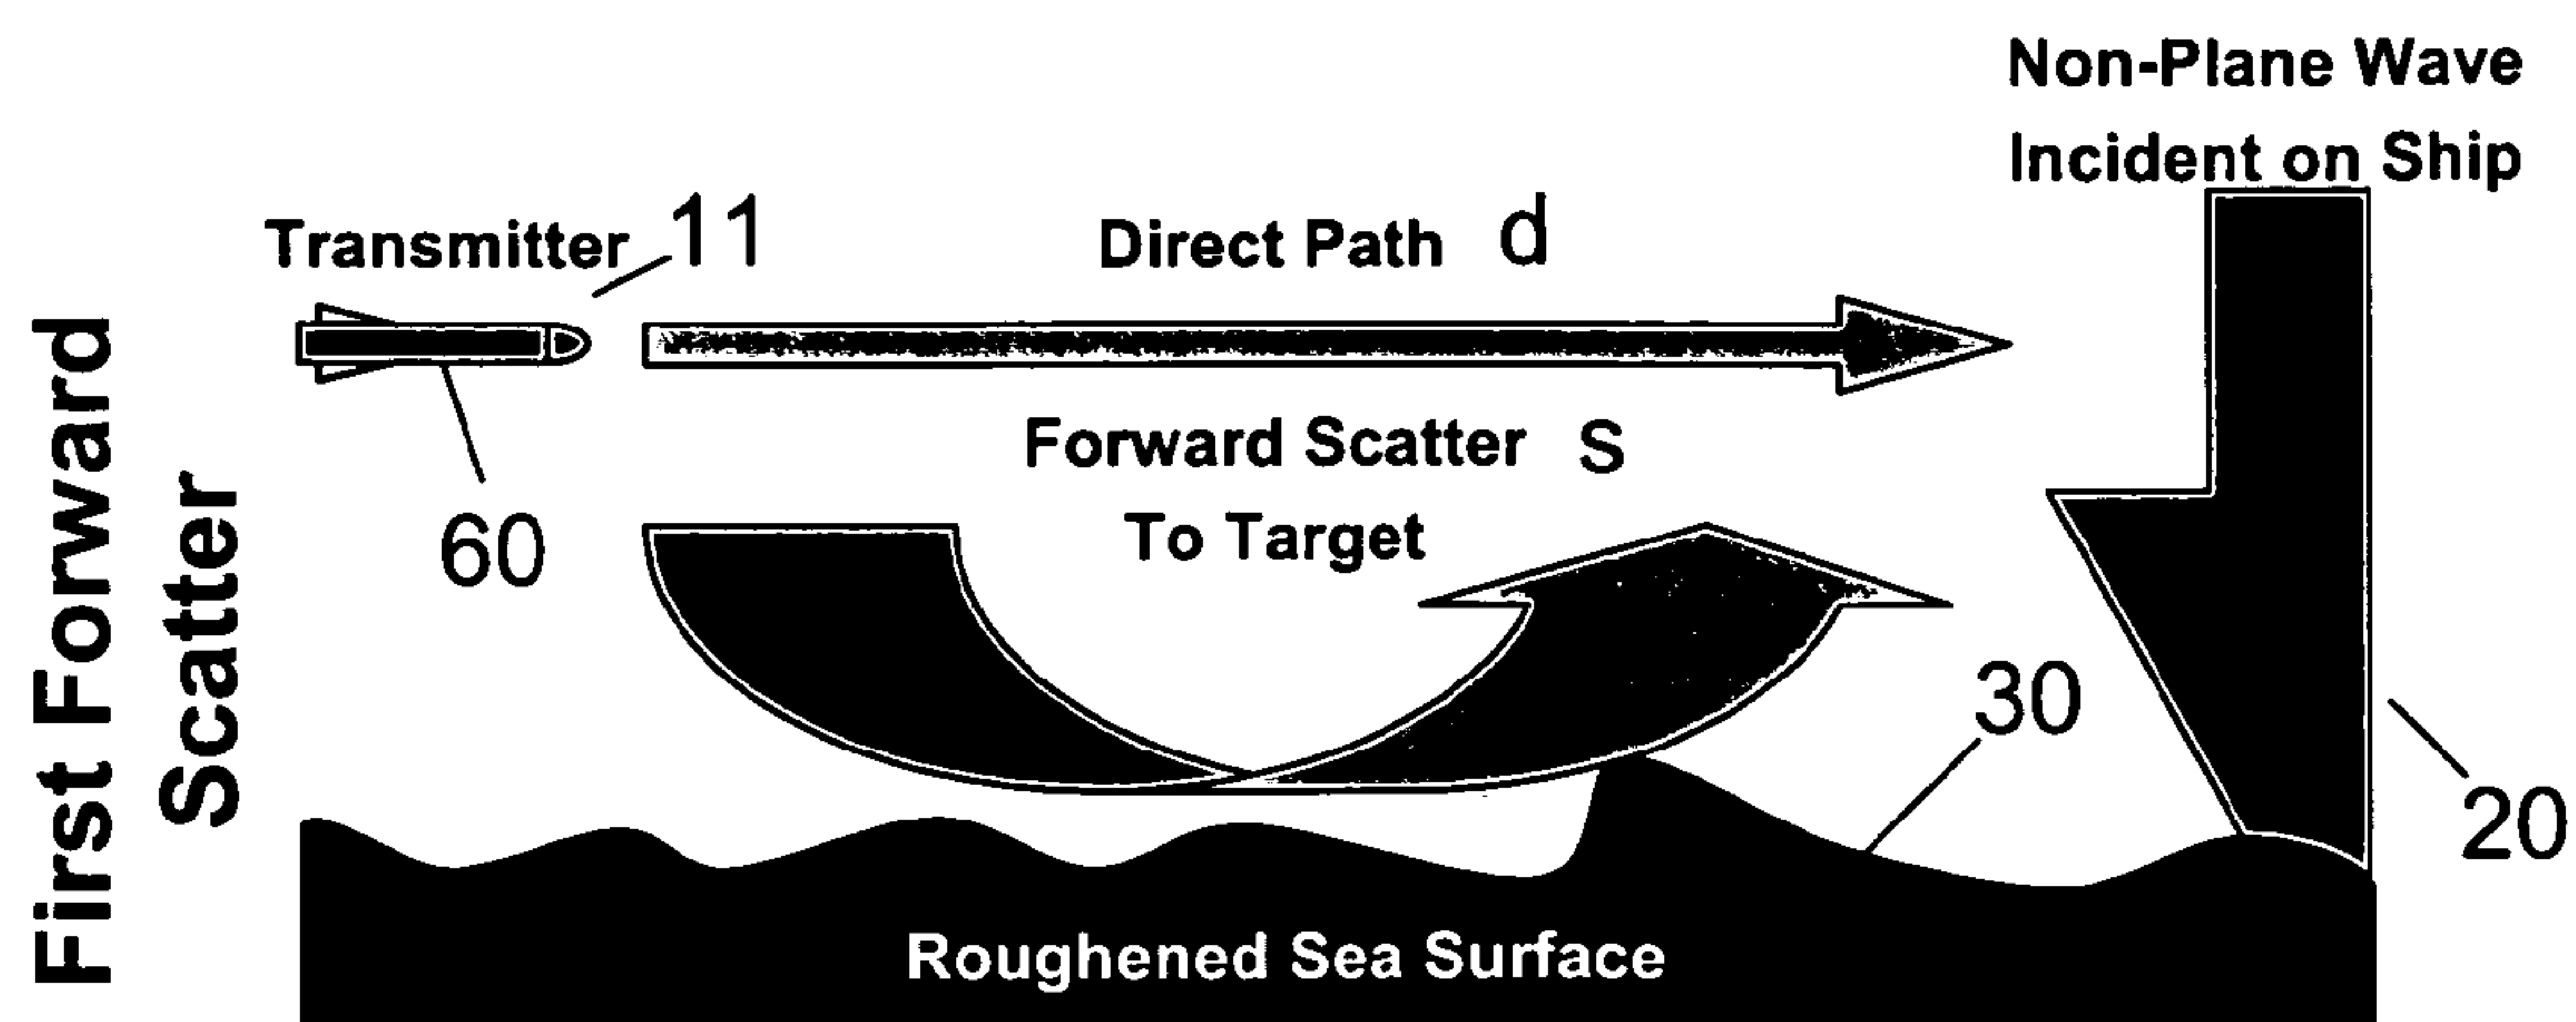 Non-Plane Wave
Incident on Ship
Transmitter 11
Direct Path d
Forward Scatter s
To Target
60
30
20
Roughened Sea Surface
First Forward
Scatter